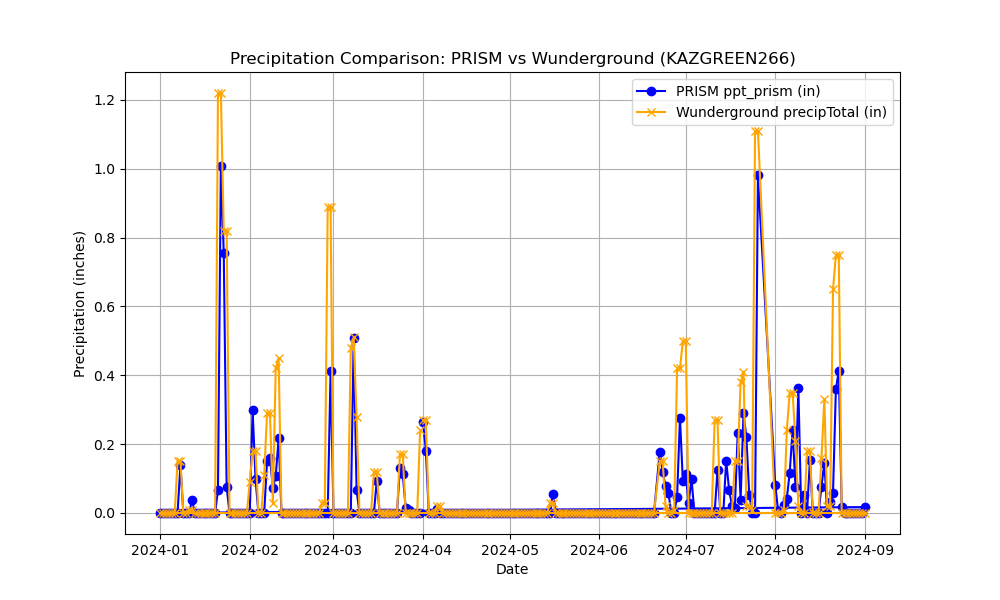 Precipitation Comparison: PRISM vs Wunderground (KAZGREEN266)
PRISM ppt_prism (in)
Wunderground precipTotal (in)
Precipitation (inches)
1.2
1.0
0.8
0.6
0.4
0.2
0.0
2024-01 2024-02 2024-03 2024-04 2024-05 2024-06 2024-07 2024-08 2024-09
Date